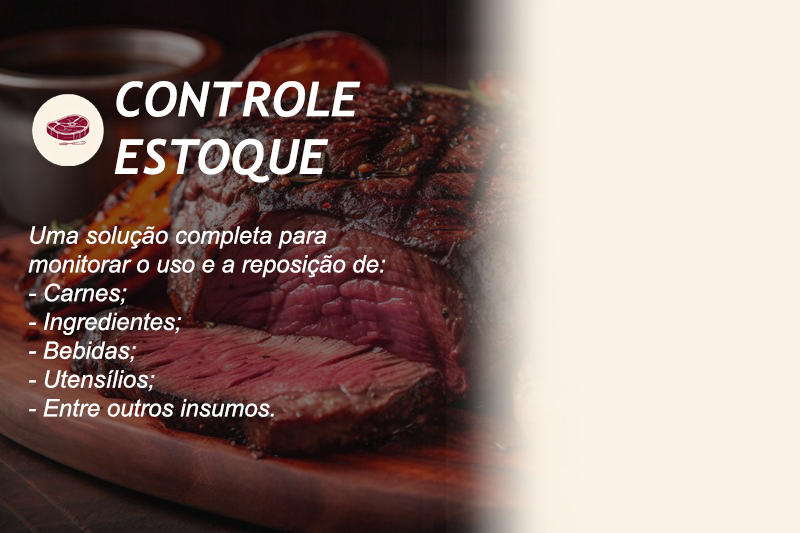 CONTROLE
ESTOQUE
Uma solução completa para
monitorar o uso e a reposição de:
- Carnes;
- Ingredientes;
- Bebidas;
- Utensílios;
- Entre outros insumos.